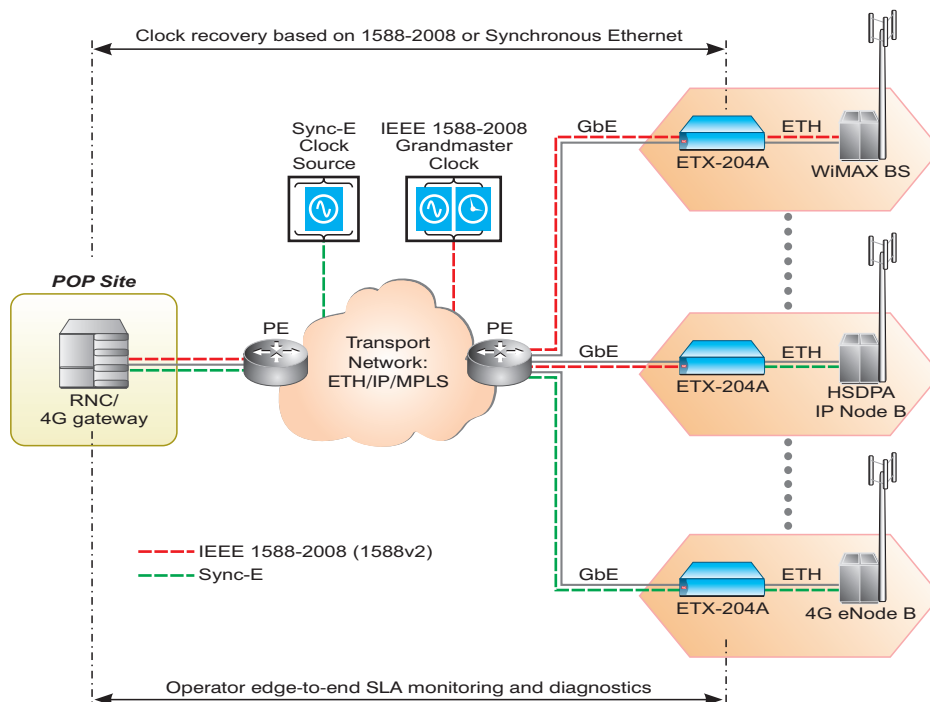 Clock recovery based on 1588-2008 or Synchronous Ethernet
Sync-E
Clock
Source
IEEE 1588-2008
Grandmaster
Clock
GbE
ETH
ETX-204A
WiMAX BS
POP Site
RNC/
4G gateway
PE
Transport
Network:
ETH/IP/MPLS
PE
GbE
ETH
ETX-204A
HSDPA
IP Node B
IEEE 1588-2008 (1588v2)
Sync-E
GbE
ETH
ETX-204A
4G eNode B
Operator edge-to-end SLA monitoring and diagnostics